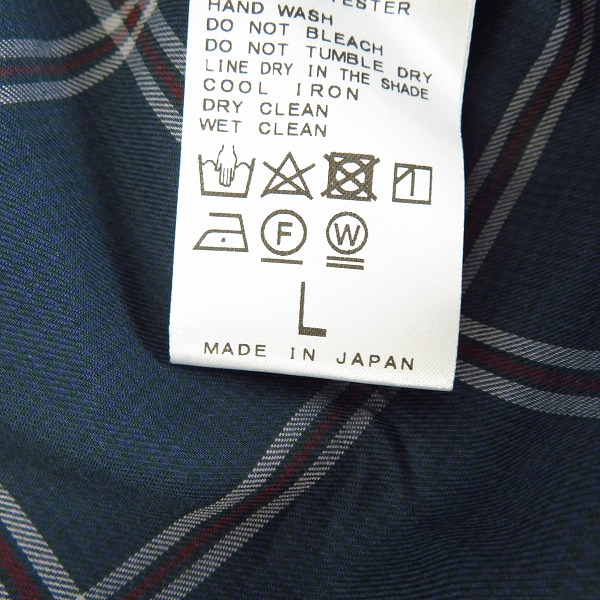 HAND WASH
DO NOT BLEACH
DO NOT TUMBLE DRY
LINE DRY IN THE SHADE
COOL IRON
DRY CLEAN
WET CLEAN
F W
L
MADE IN JAPAN